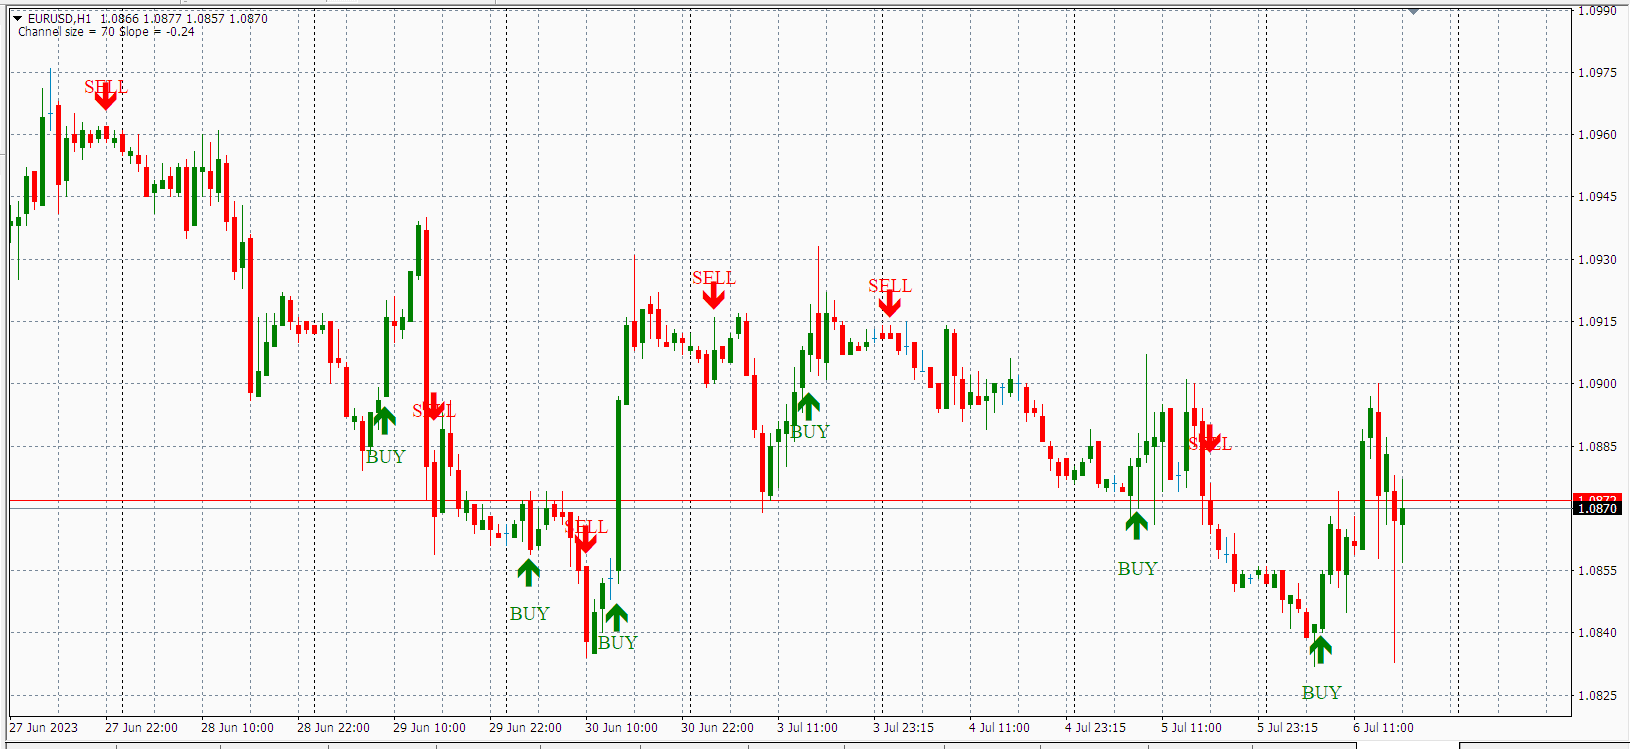 EURUSD,H1 1.0866 1.0877 1.0857 1.0870
Channel size = 70 Slope = -0.24
1.0990
1.0975
SELL
1.0960
1.0945
1.0930
SELL
SELL
1.0915
1.0900
SELL
BUY
1.0885
SELL
BUY
1.0872
1.0870
SELL
BUY
1.0855
BUY
1.0840
BUY
BUY
1.0825
27 Jun 2023 27 Jun 22:00 28 Jun 10:00 28 Jun 22:00 29 Jun 10:00 29 Jun 22:00 30 Jun 10:00 30 Jun 22:00 3 Jul 11:00 3 Jul 23:15 4 Jul 11:00 4 Jul 23:15 5 Jul 11:00 5 Jul 23:15 6 Jul 11:00